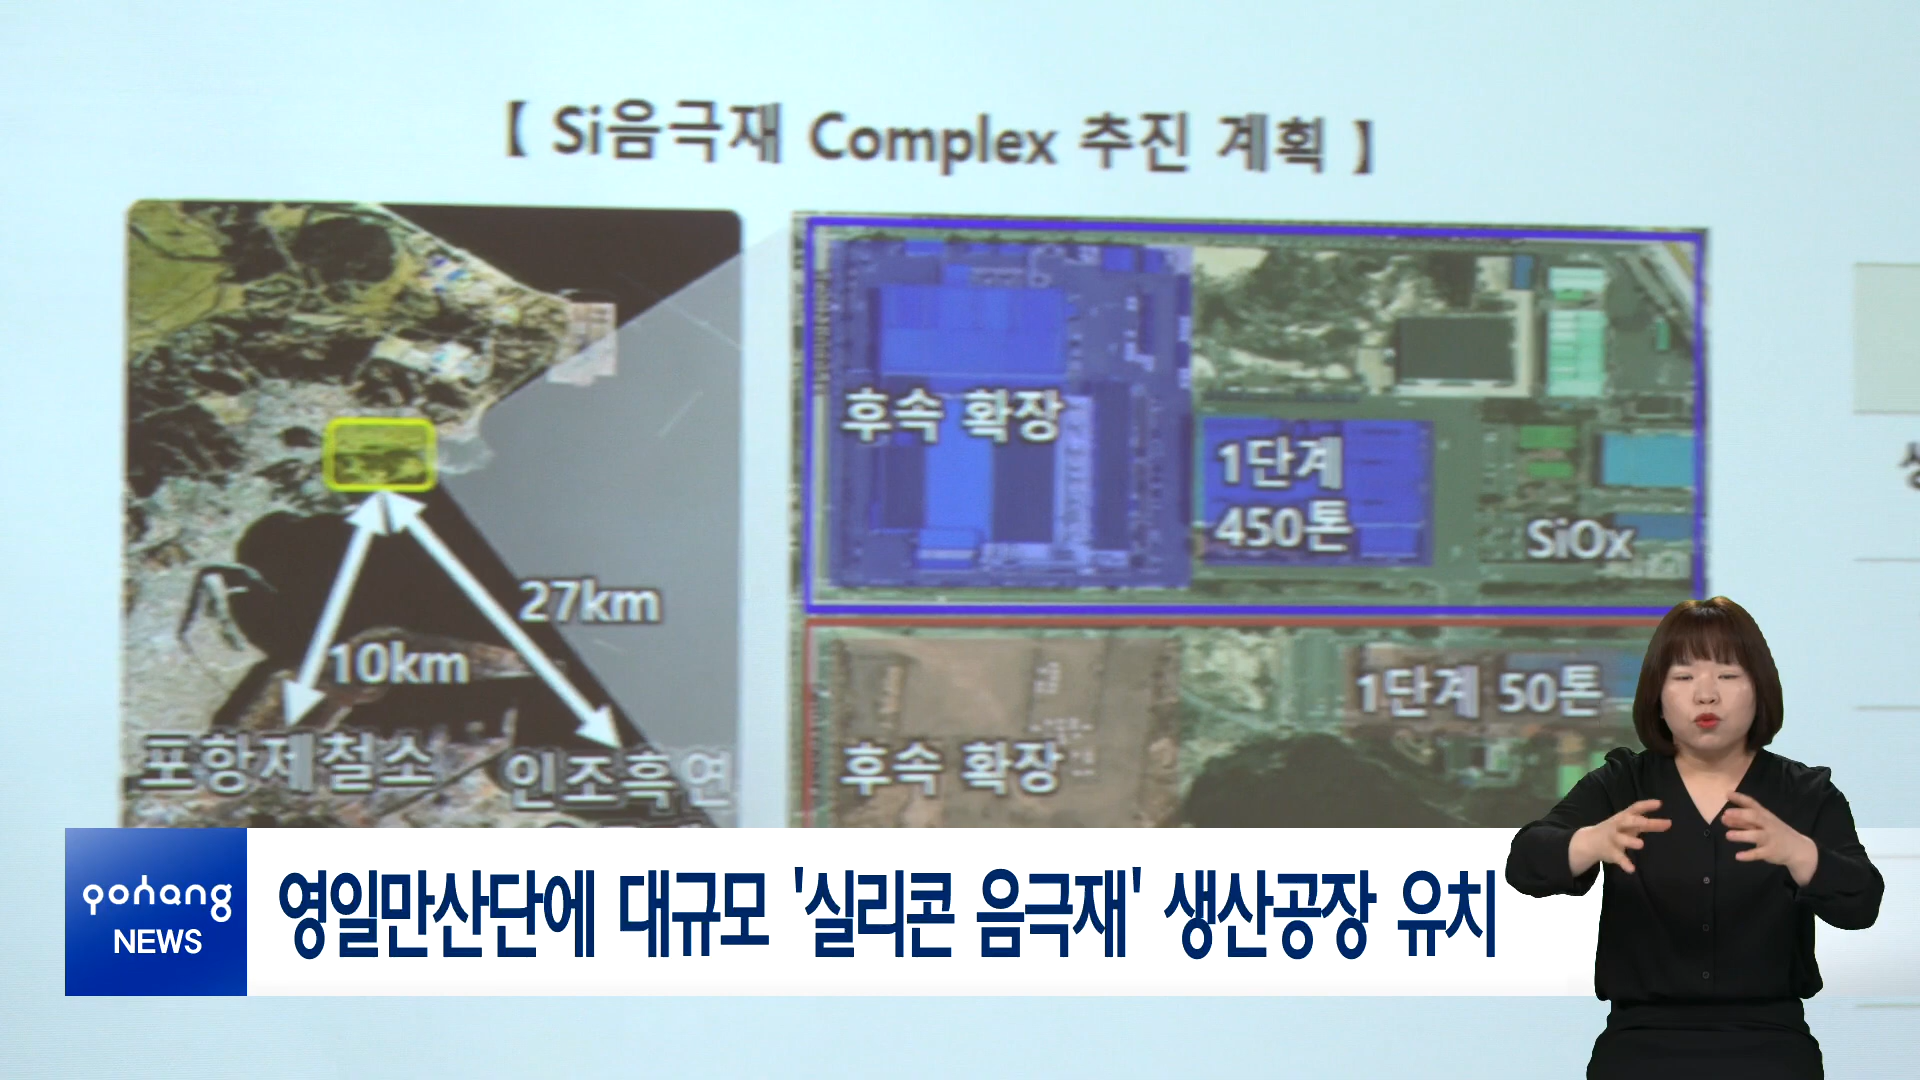 【 Si음극재 Complex 추진 계획 】
후속 확장
1단계
450톤
SiOx
27km
10km
1단계 50톤
포항제철소
인조흑연
후속 확장
pohang
NEWS
영일만산단에 대규모 '실리콘 음극재' 생산공장 유치